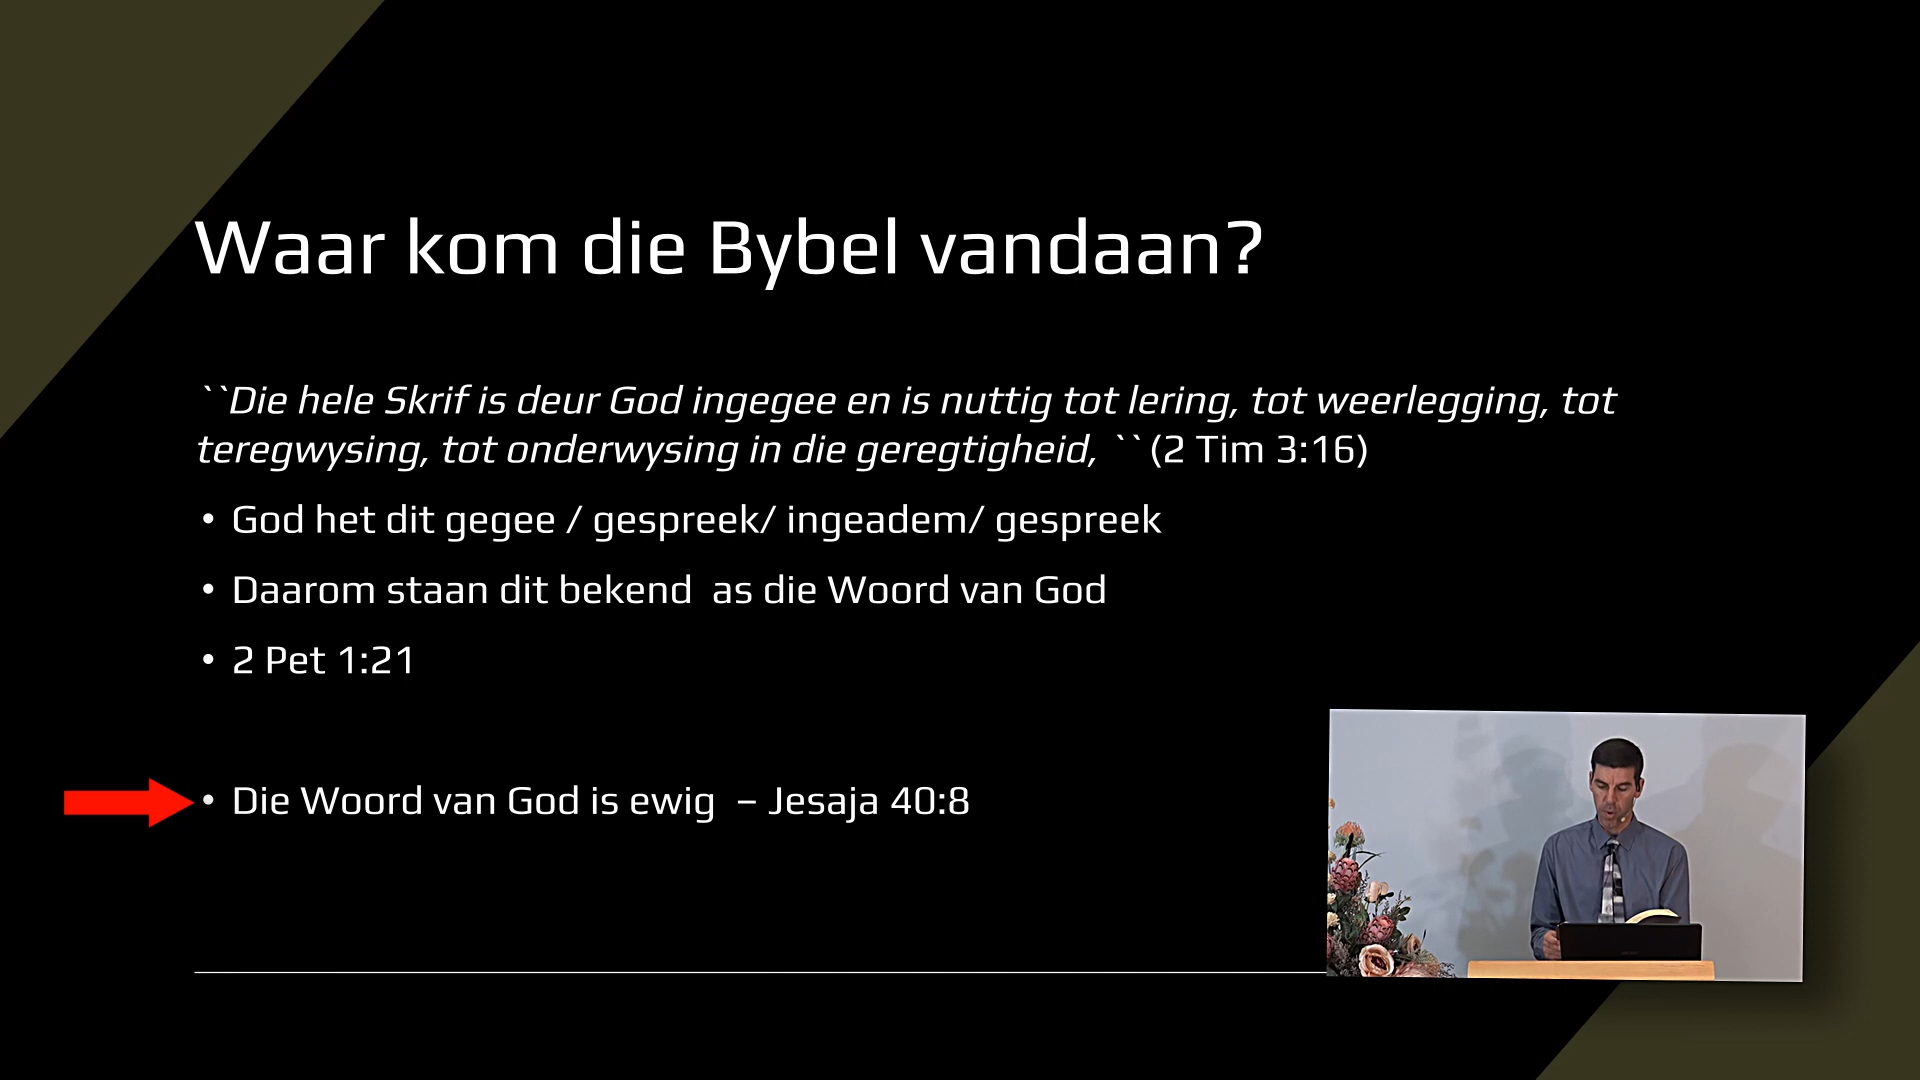 Waar kom die Bybel vandaan?
``Die hele Skrif is deur God ingegee en is nuttig tot lering, tot weerlegging, tot
teregwysing, tot onderwysing in die geregtigheid, `` (2 Tim 3:16)
• God het dit gegee / gespreek/ ingeadem/ gespreek
• Daarom staan dit bekend  as die Woord van God
• 2 Pet 1:21
• Die Woord van God is ewig  – Jesaja 40:8